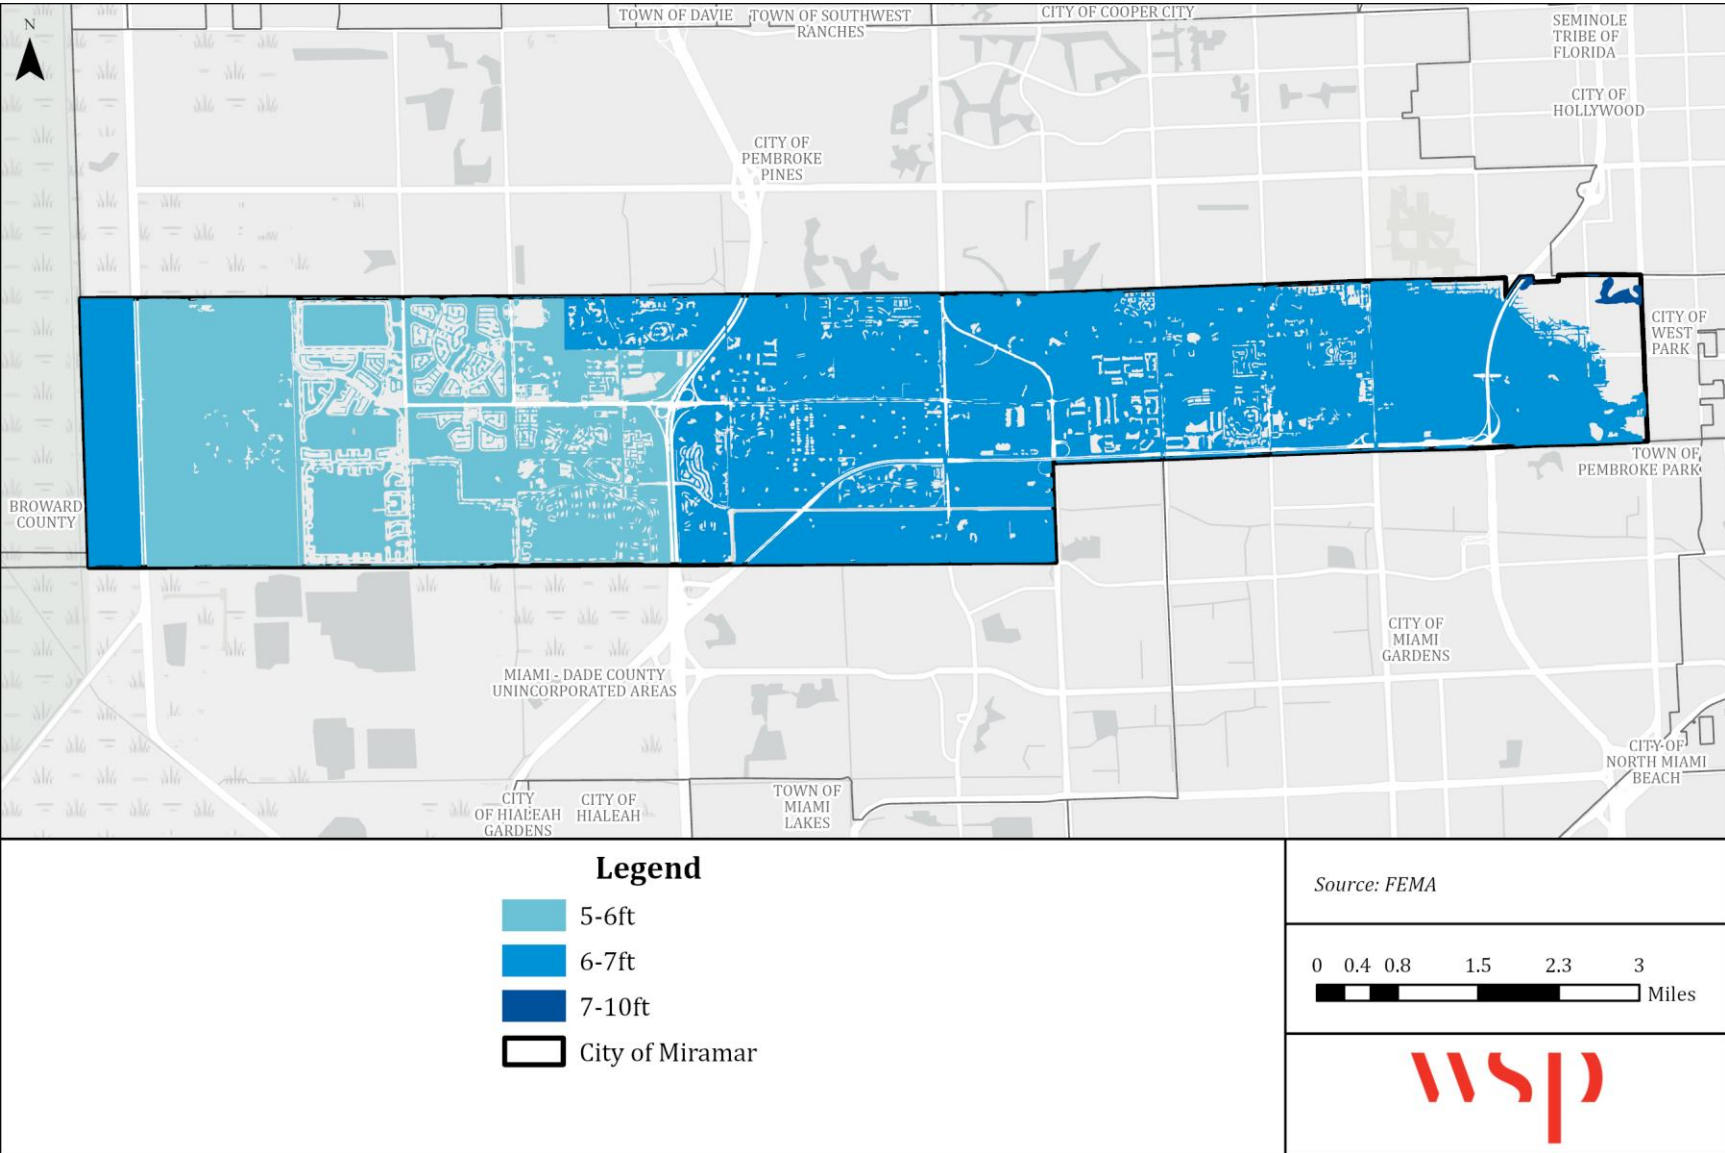 N
TOWN OF DAVIE
TOWN OF SOUTHWEST
RANCHES
CITY OF COOPER CITY
SEMINOLE
TRIBE OF
FLORIDA
CITY OF
HOLLYWOOD
CITY OF
PEMBROKE
PINES
CITY OF
WEST
PARK
TOWN OF
PEMBROKE PARK
BROWARD
COUNTY
CITY OF
MIAMI
GARDENS
MIAMI - DADE COUNTY
UNINCORPORATED AREAS
CITY OF
NORTH MIAMI
BEACH
CITY
OF HIALEAH
GARDENS
CITY OF
HIALEAH
TOWN OF
MIAMI
LAKES
Legend
5-6ft
6-7ft
7-10ft
City of Miramar
Source: FEMA
0 0.4 0.8 1.5 2.3 3
Miles
wsp